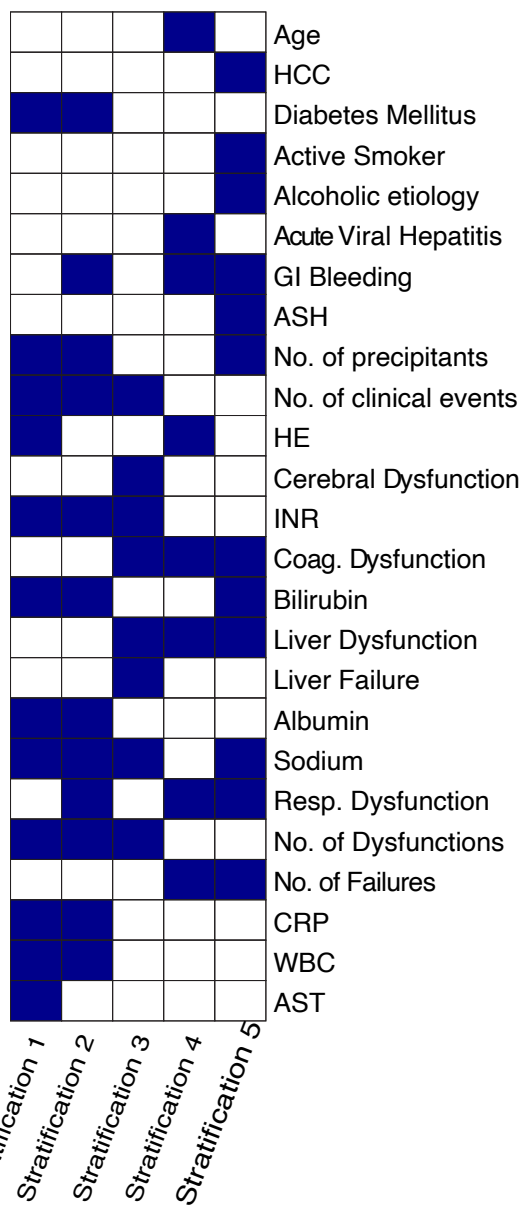 Age
HCC
Diabetes Mellitus
Active Smoker
Alcoholic etiology
Acute Viral Hepatitis
GI Bleeding
ASH
No. of precipitants
No. of clinical events
HE
Cerebral Dysfunction
INR
Coag. Dysfunction
Bilirubin
Liver Dysfunction
Liver Failure
Albumin
Sodium
Resp. Dysfunction
No. of Dysfunctions
No. of Failures
CRP
WBC
AST
tification 1
Stratification 2
Stratification 3
Stratification 4
Stratification 5